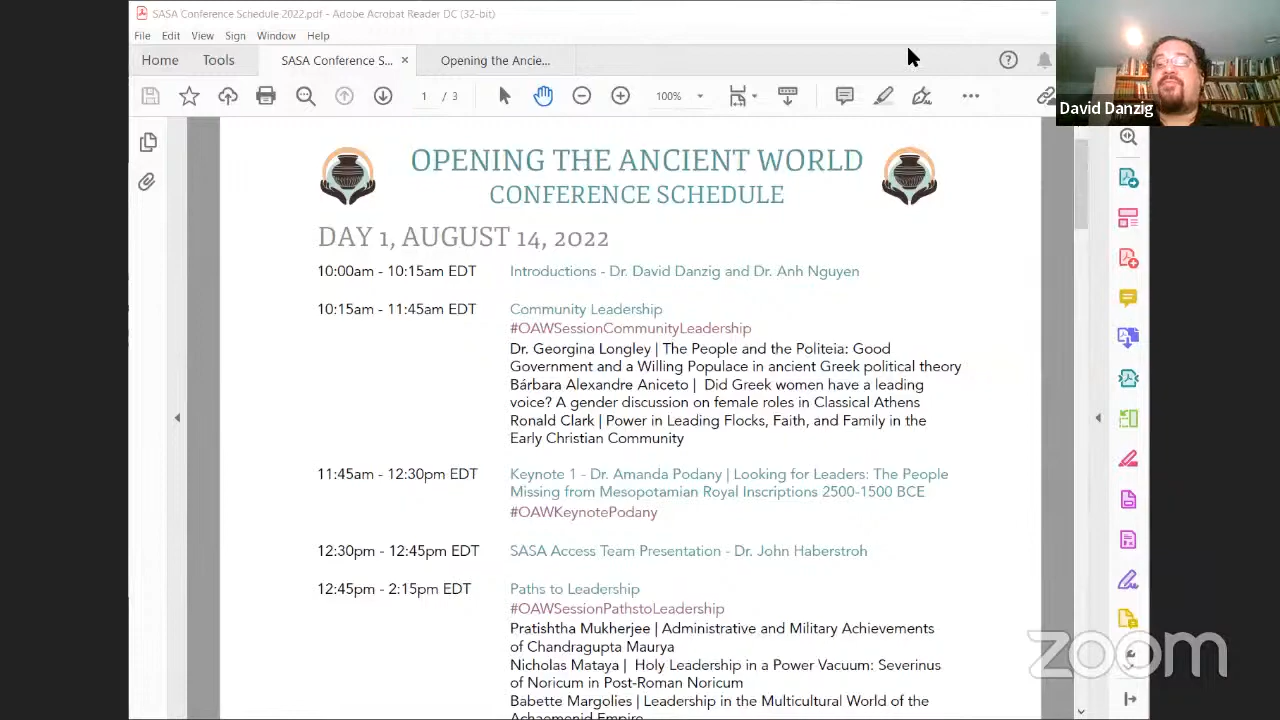 SASA Conference Schedule 2022.pdf - Adobe Acrobat Reader DC (32-bit)
File Edit View Sign Window Help
Home Tools SASA Conference S... × Opening the Ancie...
1 / 3 100%
David Danzig
OPENING THE ANCIENT WORLD
CONFERENCE SCHEDULE
DAY 1, AUGUST 14, 2022
10:00am - 10:15am EDT Introductions - Dr. David Danzig and Dr. Anh Nguyen
10:15am - 11:45am EDT Community Leadership
#OAWSessionCommunityLeadership
Dr. Georgina Longley | The People and the Politeia: Good
Government and a Willing Populace in ancient Greek political theory
Bárbara Alexandre Aniceto | Did Greek women have a leading
voice? A gender discussion on female roles in Classical Athens
Ronald Clark | Power in Leading Flocks, Faith, and Family in the
Early Christian Community
11:45am - 12:30pm EDT Keynote 1 - Dr. Amanda Podany | Looking for Leaders: The People
Missing from Mesopotamian Royal Inscriptions 2500-1500 BCE
#OAWKeynotePodany
12:30pm - 12:45pm EDT SASA Access Team Presentation - Dr. John Haberstroh
12:45pm - 2:15pm EDT Paths to Leadership
#OAWSessionPathstoLeadership
Pratishtha Mukherjee | Administrative and Military Achievements
of Chandragupta Maurya
Nicholas Mataya | Holy Leadership in a Power Vacuum: Severinus
of Noricum in Post-Roman Noricum
Babette Margolies | Leadership in the Multicultural World of the
Achaemenid Empire
zoom